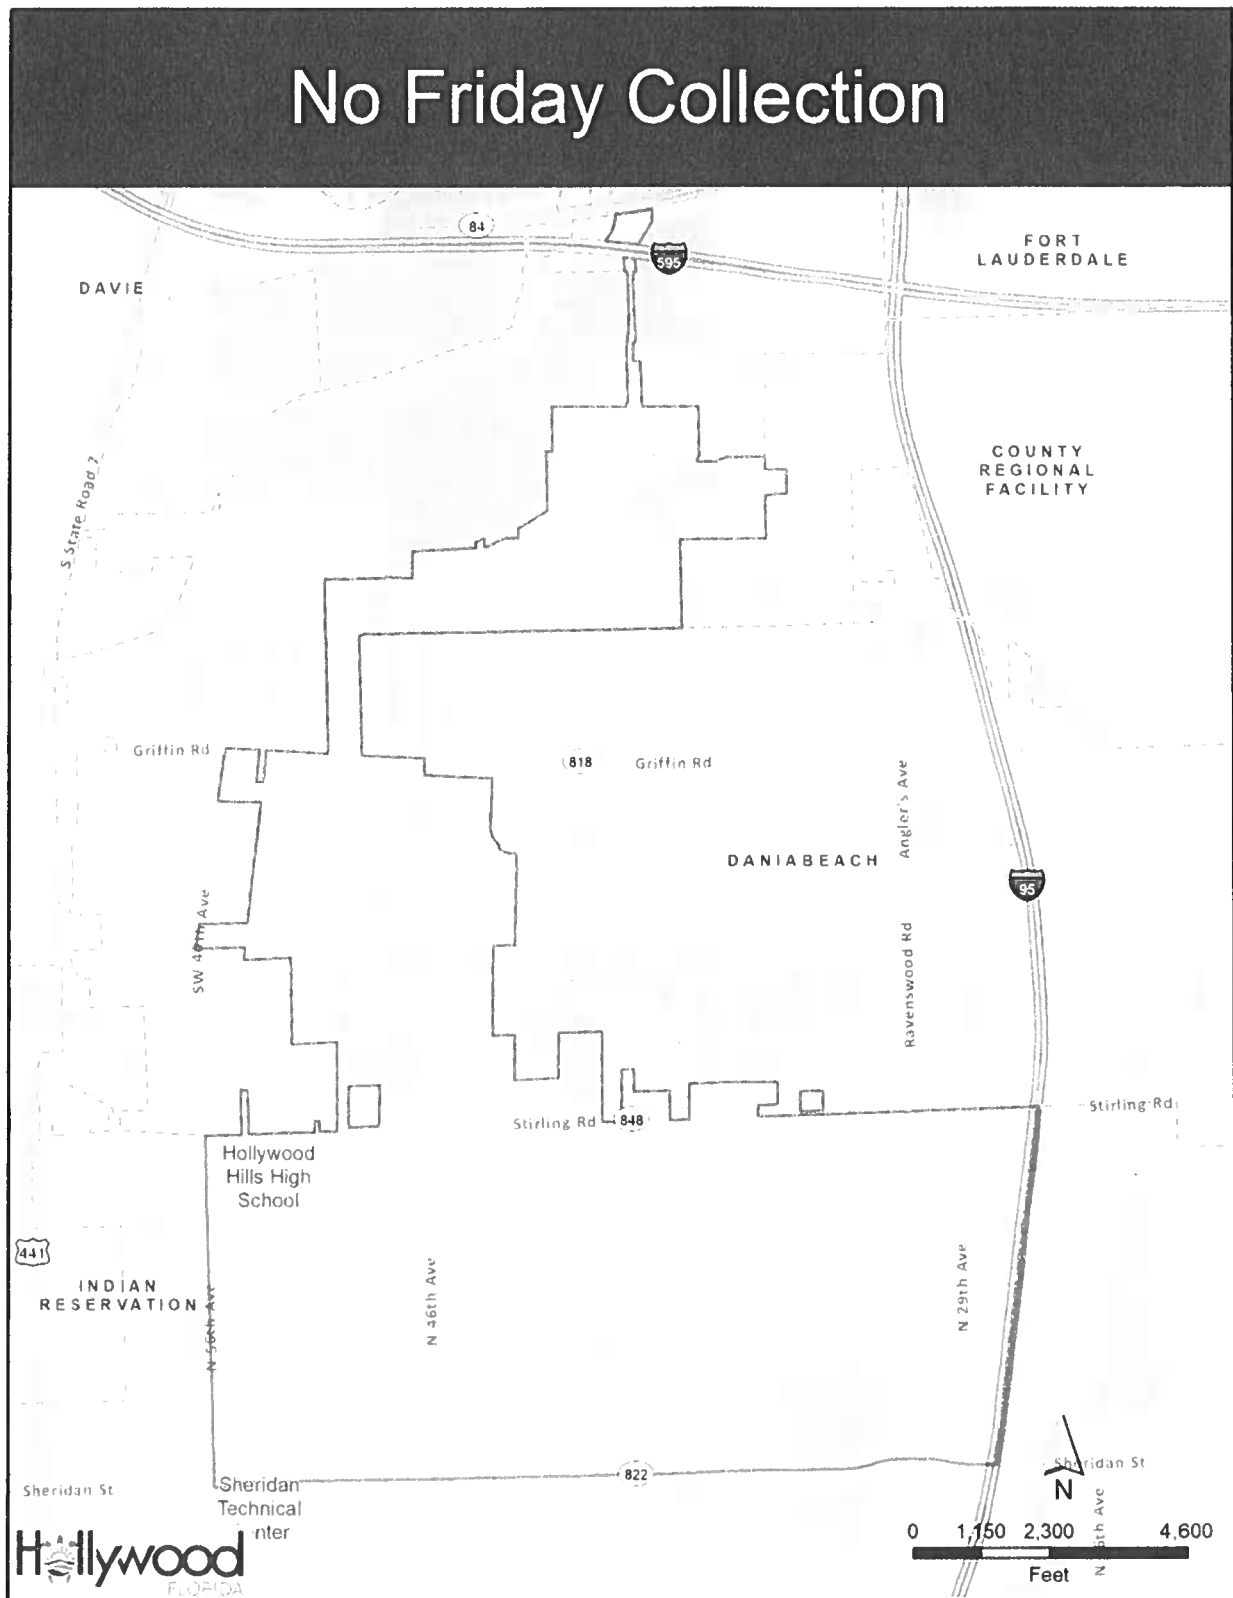 No Friday Collection
84
595
FORT
LAUDERDALE
DAVIE
COUNTY
REGIONAL
FACILITY
S State Road 7
Griffin Rd
818
Griffin Rd
Angler's Ave
DANIABEACH
95
SW Ave
Ravenswood Rd
Stirling Rd
848
Stirling Rd
Hollywood
Hills High
School
441
INDIAN
RESERVATION
N 56th Ave
N 46th Ave
N 29th Ave
Sheridan St
Sheridan
Technical
822
Sheridan St
N
Hollywood
FLORIDA
0 1,150 2,300 4,600
Feet
N Ave